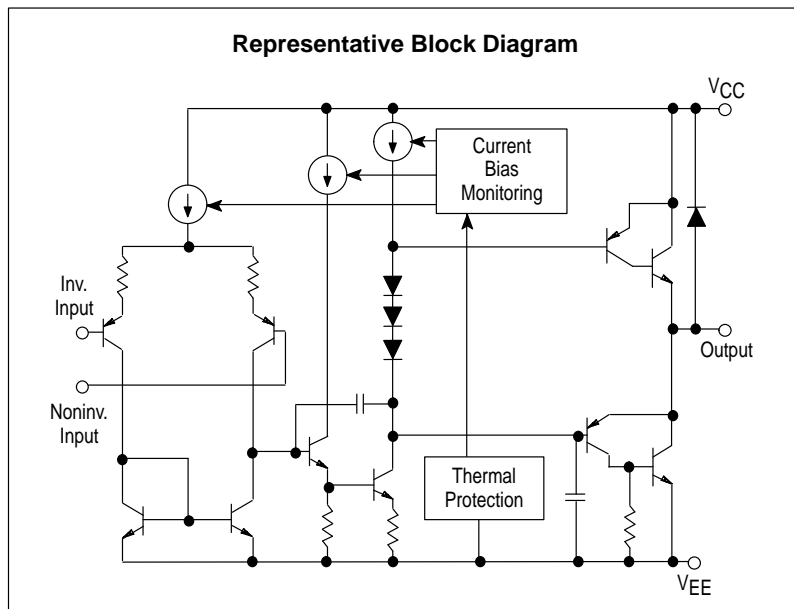 Representative Block Diagram
VCC
Current
Bias
Monitoring
Inv.
Input
Output
Noninv.
Input
Thermal
Protection
VEE